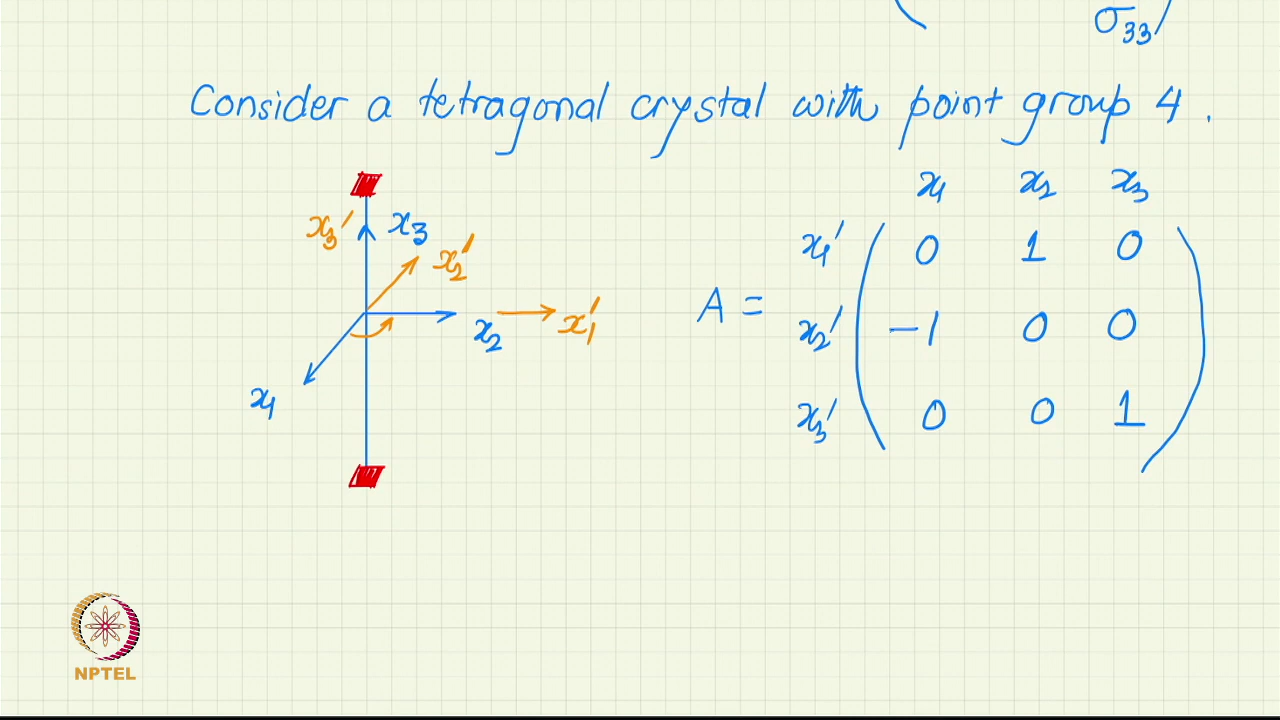 σ33
Consider a tetragonal crystal with point group 4.
x1 x2 x3
x3' x3 x2' x1' 0 1 0
A =
x2 x1' x2' -1 0 0
x1 x3' 0 0 1
NPTEL